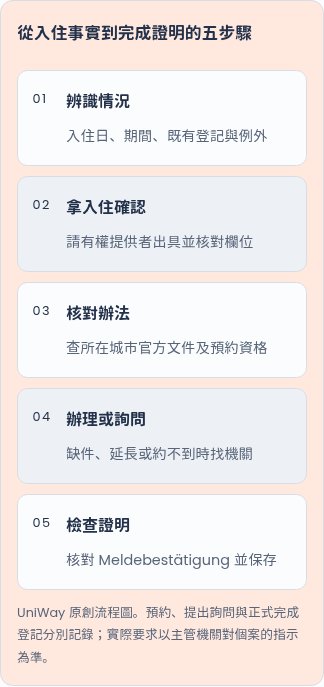 從入住事實到完成證明的五步驟
01
辨識情況
入住日、期間、既有登記與例外
02
拿入住確認
請有權提供者出具並核對欄位
03
核對辦法
查所在城市官方文件及預約資格
04
辦理或詢問
缺件、延長或約不到時找機關
05
檢查證明
核對 Meldebestätigung 並保存
UniWay 原創流程圖。預約、提出詢問與正式完成
登記分別記錄；實際要求以主管機關對個案的指示
為準。